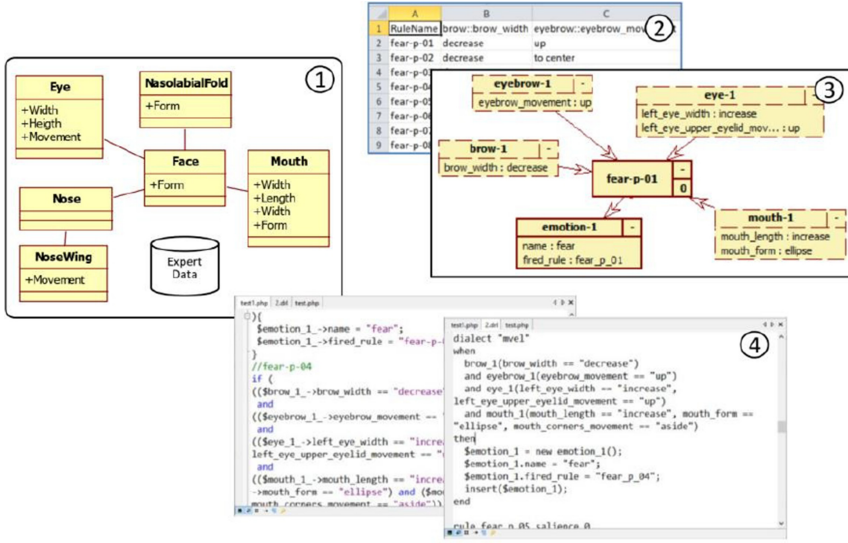 1
Eye
+Width
+Heigth
+Movement
NasolabialFold
+Form
Face
+Form
Mouth
+Width
+Length
+Width
+Form
Nose
NoseWing
+Movement
Expert
Data
2
A B C
1 RuleName brow::brow_width eyebrow::eyebrow_mov
2 fear-p-01 decrease up
3 fear-p-02 decrease to center
4 fear-p-0
5 fear-p-0
6 fear-p-0
7 fear-p-0
8 fear-p-0
9 fear-p-0
3
eyebrow-1 -
eyebrow_movement : up
eye-1 -
left_eye_width : increase
left_eye_upper_eyelid_mov... : up
brow-1 -
brow_width : decrease
fear-p-01 -
0
emotion-1 -
name : fear
fired_rule : fear_p_01
mouth-1 -
mouth_length : increase
mouth_form : ellipse
test1.php 2.drl test.php
){
$emotion_1_->name = "fear";
$emotion_1_->fired_rule = "fear-p-
}
//fear-p-04
if (
(($brow_1_->brow_width == "decrease"
and
(($eyebrow_1_->eyebrow_movement ==
and
(($eye_1_->left_eye_width == "incre
left_eye_upper_eyelid_movement == "
and
(($mouth_1_->mouth_length == "incre
->mouth_form == "ellipse") and ($mo
mouth_corners_movement == "aside"))
4
test1.php 2.drl test.php
dialect "mvel"
when
brow_1(brow_width == "decrease")
and eyebrow_1(eyebrow_movement == "up")
and eye_1(left_eye_width == "increase",
left_eye_upper_eyelid_movement == "up")
and mouth_1(mouth_length == "increase", mouth_form ==
"ellipse", mouth_corners_movement == "aside")
then
$emotion_1 = new emotion_1();
$emotion_1.name = "fear";
$emotion_1.fired_rule = "fear_p_04";
insert($emotion_1);
end
rule fear_p_05 salience 0